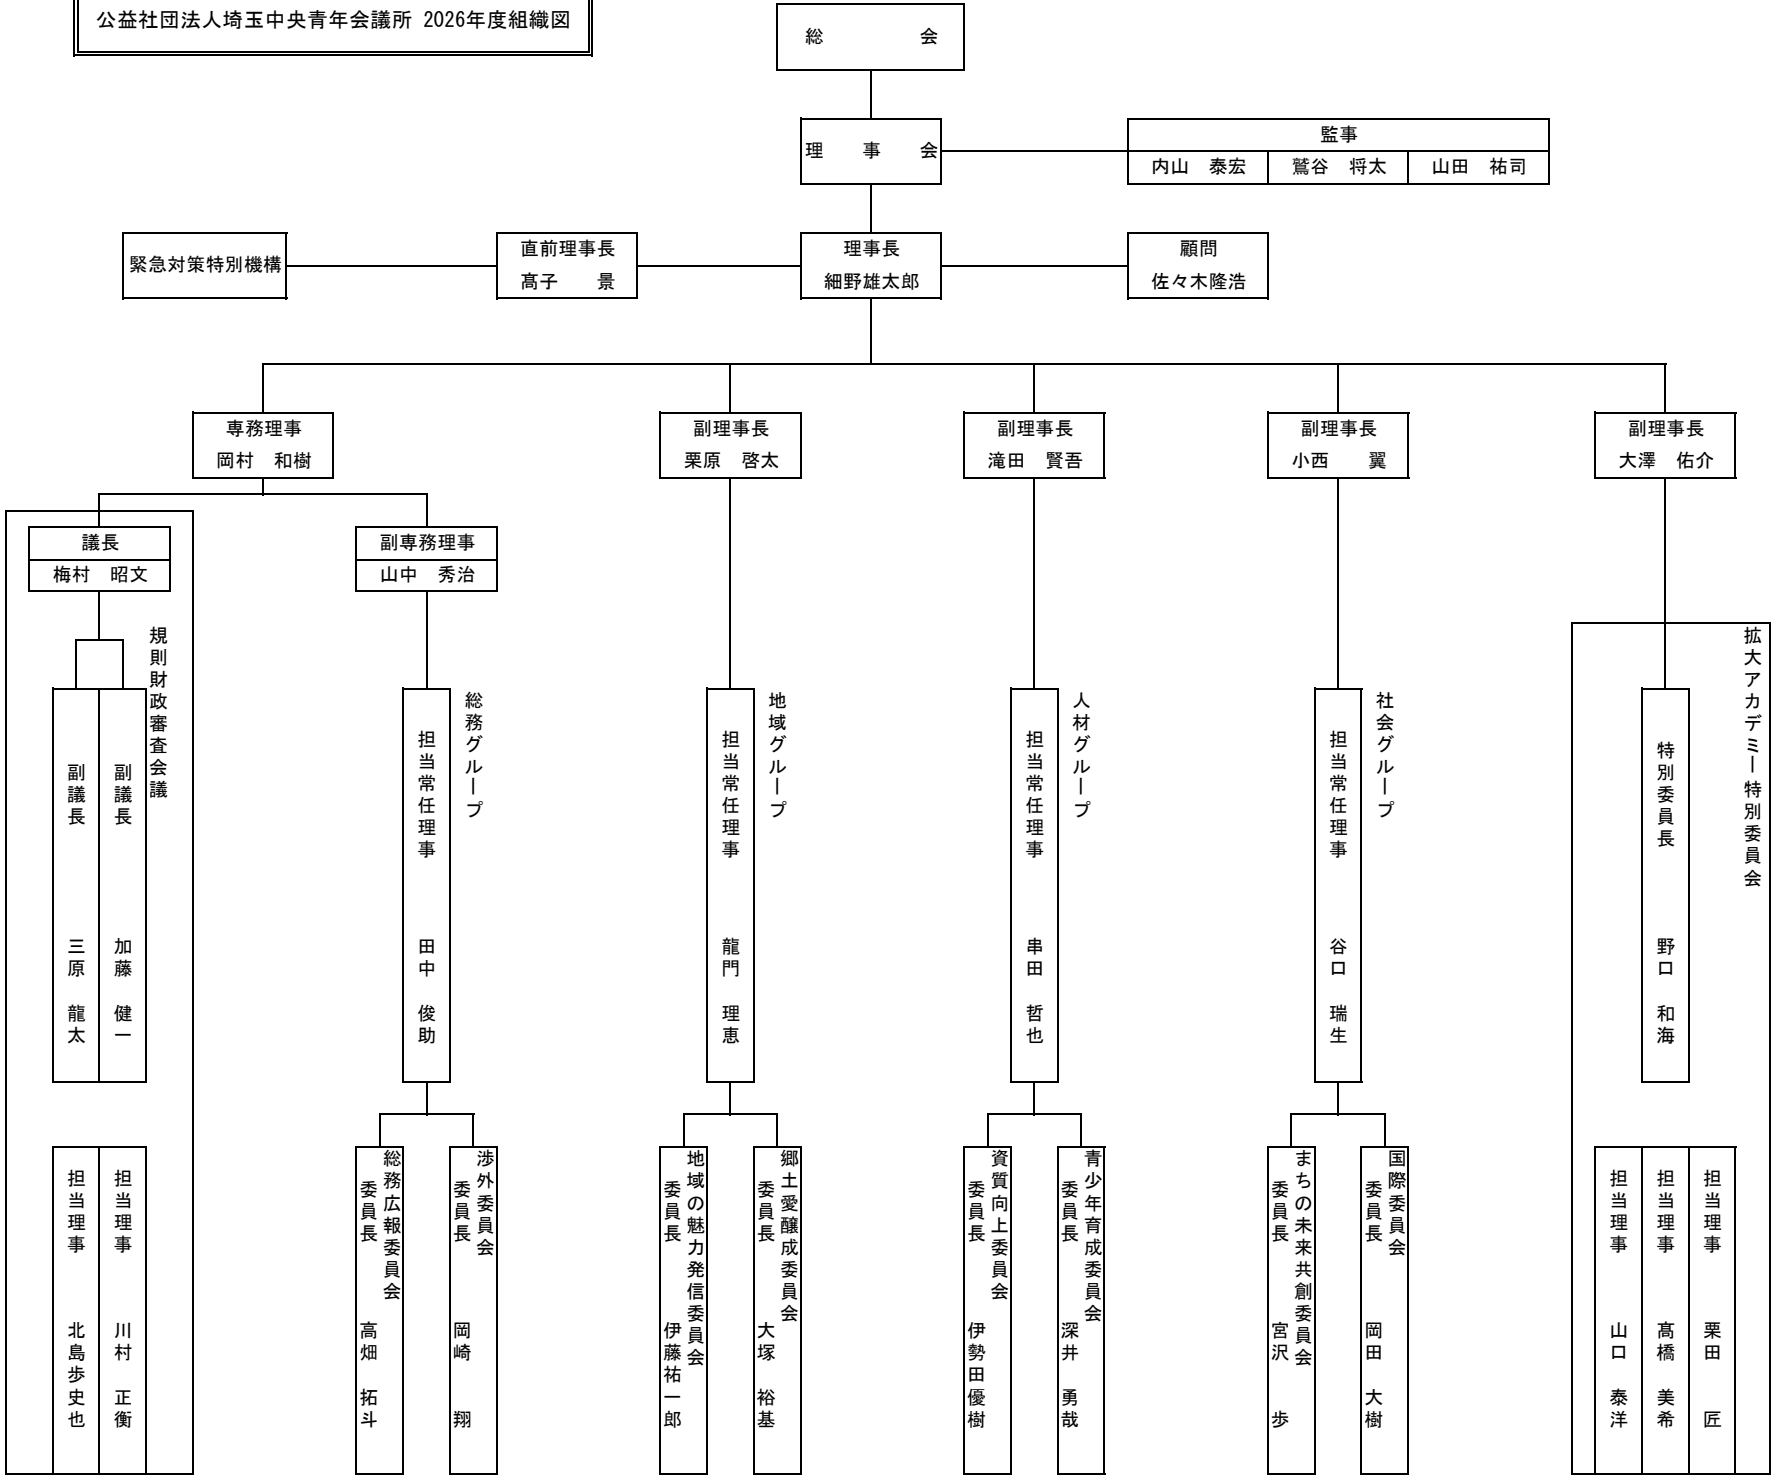 公益社団法人埼玉中央青年会議所 2026年度組織図
総　会
理　事　会
監事
内山　泰宏
鷲谷　将太
山田　祐司
緊急対策特別機構
直前理事長
髙子　景
理事長
細野雄太郎
顧問
佐々木隆浩
専務理事
岡村　和樹
副理事長
栗原　啓太
副理事長
滝田　賢吾
副理事長
小西　翼
副理事長
大澤　佑介
規則財政審査会議
議長
梅村　昭文
副議長　三原　龍太
副議長　加藤　健一
担当理事　北島歩史也
担当理事　川村　正衡
副専務理事
山中　秀治
総務グループ
担当常任理事　田中　俊助
総務広報委員会
委員長　高畑　拓斗
渉外委員会
委員長　岡崎　翔
地域グループ
担当常任理事　龍門　理恵
地域の魅力発信委員会
委員長　伊藤祐一郎
郷土愛醸成委員会
委員長　大塚　裕基
人材グループ
担当常任理事　串田　哲也
資質向上委員会
委員長　伊勢田優樹
青少年育成委員会
委員長　深井　勇哉
社会グループ
担当常任理事　谷口　瑞生
まちの未来共創委員会
委員長　宮沢　歩
国際委員会
委員長　岡田　大樹
拡大アカデミー特別委員会
特別委員長　野口　和海
担当理事　山口　泰洋
担当理事　髙橋　美希
担当理事　栗田　匠